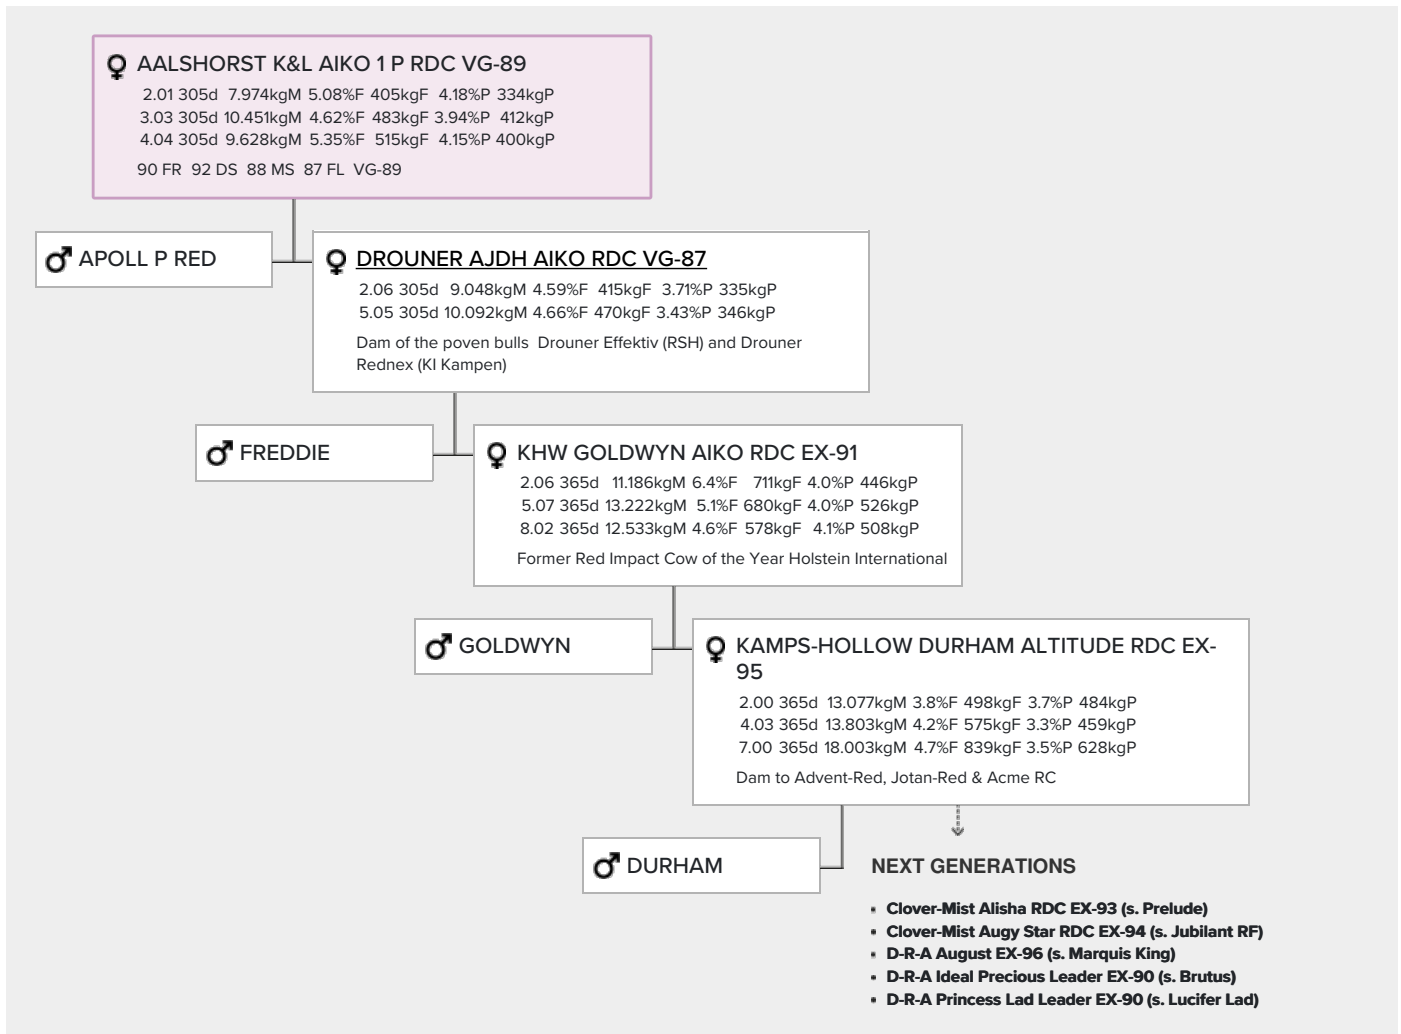 AALSHORST K&L AIKO 1 P RDC VG-89
2.01 305d 7.974kgM 5.08%F 405kgF 4.18%P 334kgP
3.03 305d 10.451kgM 4.62%F 483kgF 3.94%P 412kgP
4.04 305d 9.628kgM 5.35%F 515kgF 4.15%P 400kgP
90 FR 92 DS 88 MS 87 FL VG-89
APOLL P RED
DROUNER AJDH AIKO RDC VG-87
2.06 305d 9.048kgM 4.59%F 415kgF 3.71%P 335kgP
5.05 305d 10.092kgM 4.66%F 470kgF 3.43%P 346kgP
Dam of the poven bulls Drouner Effektiv (RSH) and Drouner
Rednex (KI Kampen)
FREDDIE
KHW GOLDWYN AIKO RDC EX-91
2.06 365d 11.186kgM 6.4%F 711kgF 4.0%P 446kgP
5.07 365d 13.222kgM 5.1%F 680kgF 4.0%P 526kgP
8.02 365d 12.533kgM 4.6%F 578kgF 4.1%P 508kgP
Former Red Impact Cow of the Year Holstein International
GOLDWYN
KAMPS-HOLLOW DURHAM ALTITUDE RDC EX-
95
2.00 365d 13.077kgM 3.8%F 498kgF 3.7%P 484kgP
4.03 365d 13.803kgM 4.2%F 575kgF 3.3%P 459kgP
7.00 365d 18.003kgM 4.7%F 839kgF 3.5%P 628kgP
Dam to Advent-Red, Jotan-Red & Acme RC
DURHAM
NEXT GENERATIONS
Clover-Mist Alisha RDC EX-93 (s. Prelude)
Clover-Mist Augy Star RDC EX-94 (s. Jubilant RF)
D-R-A August EX-96 (s. Marquis King)
D-R-A Ideal Precious Leader EX-90 (s. Brutus)
D-R-A Princess Lad Leader EX-90 (s. Lucifer Lad)